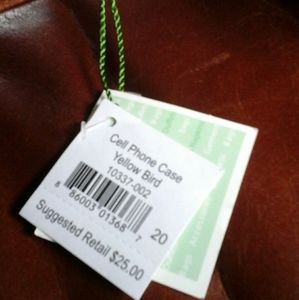 Cell Phone Case
Yellow Bird
10337-002
8 86003 01368 7
20
Suggested Retail $25.00